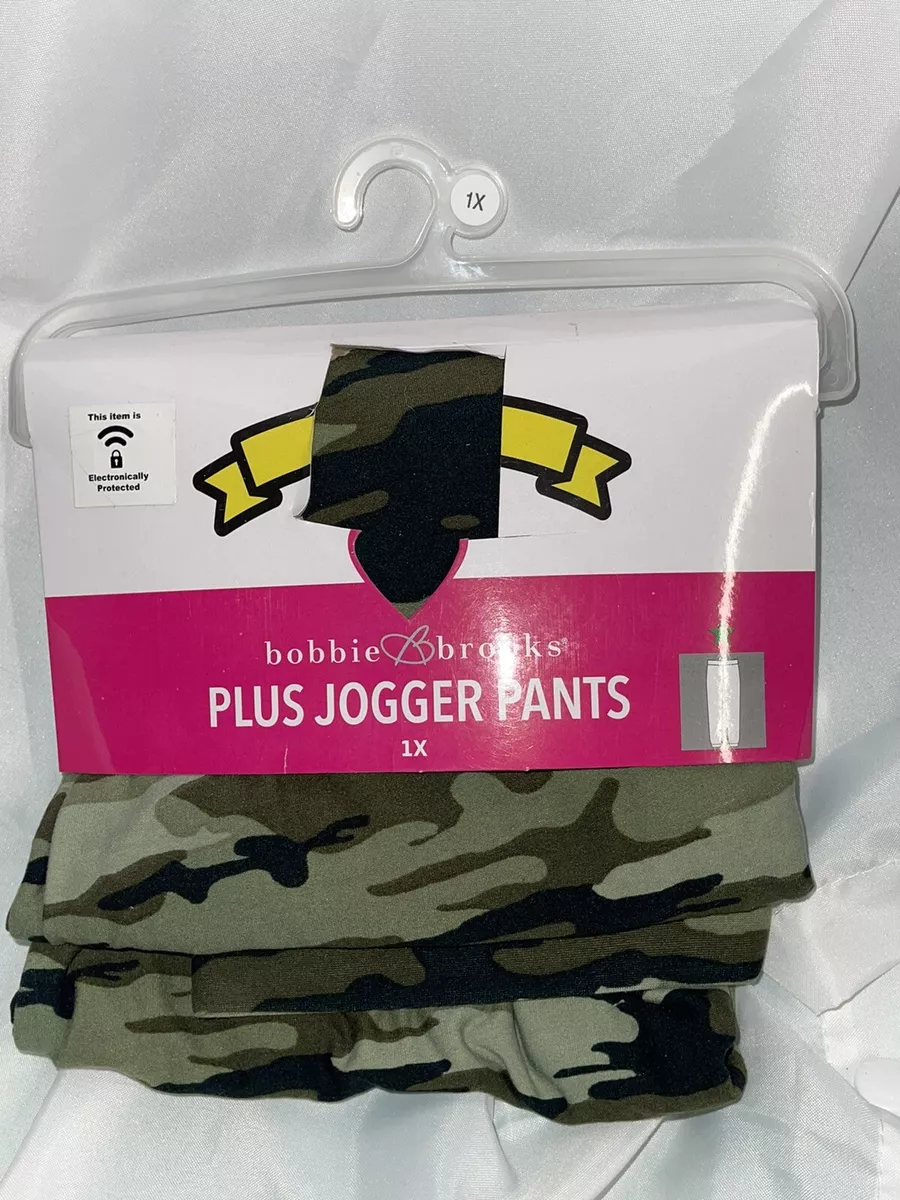 1X
This item is
Electronically
Protected
bobbie brooks
PLUS JOGGER PANTS
1X